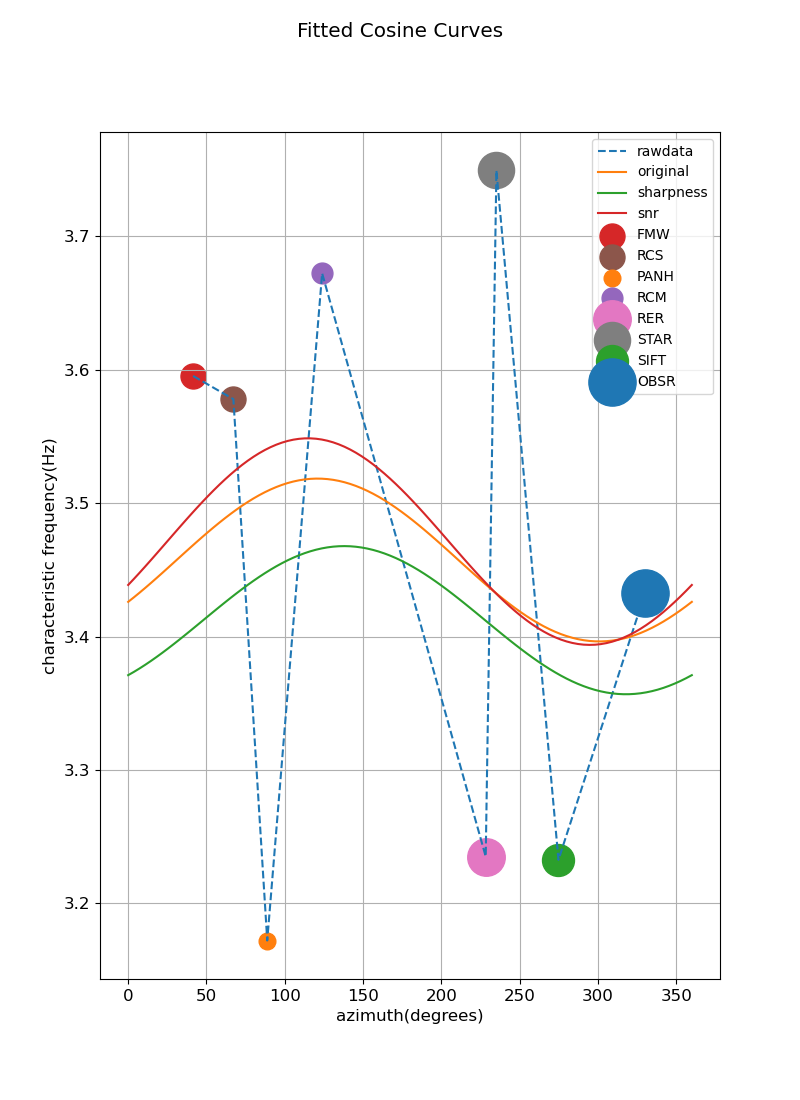 Fitted Cosine Curves
rawdata
original
sharpness
snr
FMW
RCS
PANH
RCM
RER
STAR
SIFT
OBSR
characteristic frequency(Hz)
3.7
3.6
3.5
3.4
3.3
3.2
0 50 100 150 200 250 300 350
azimuth(degrees)